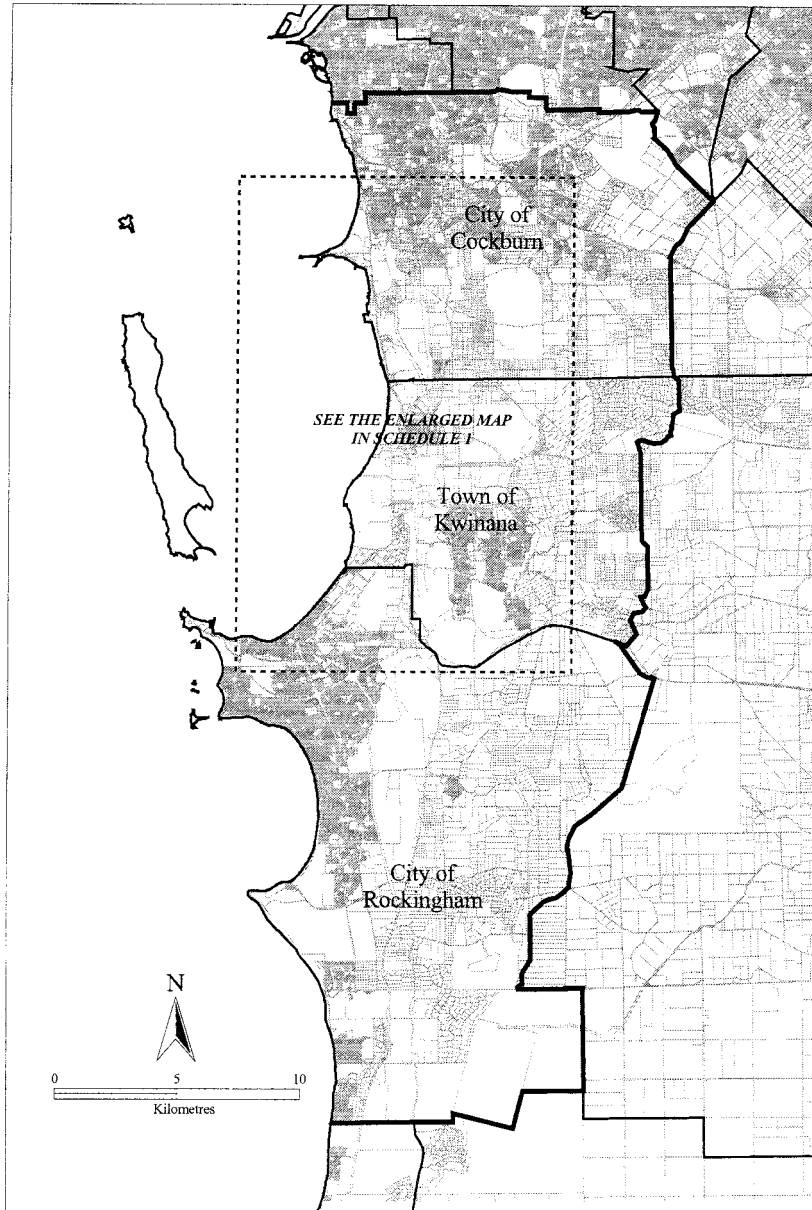 City of
Cockburn
SEE THE ENLARGED MAP
IN SCHEDULE 1
Town of
Kwinana
City of
Rockingham
N
0 5 10
Kilometres